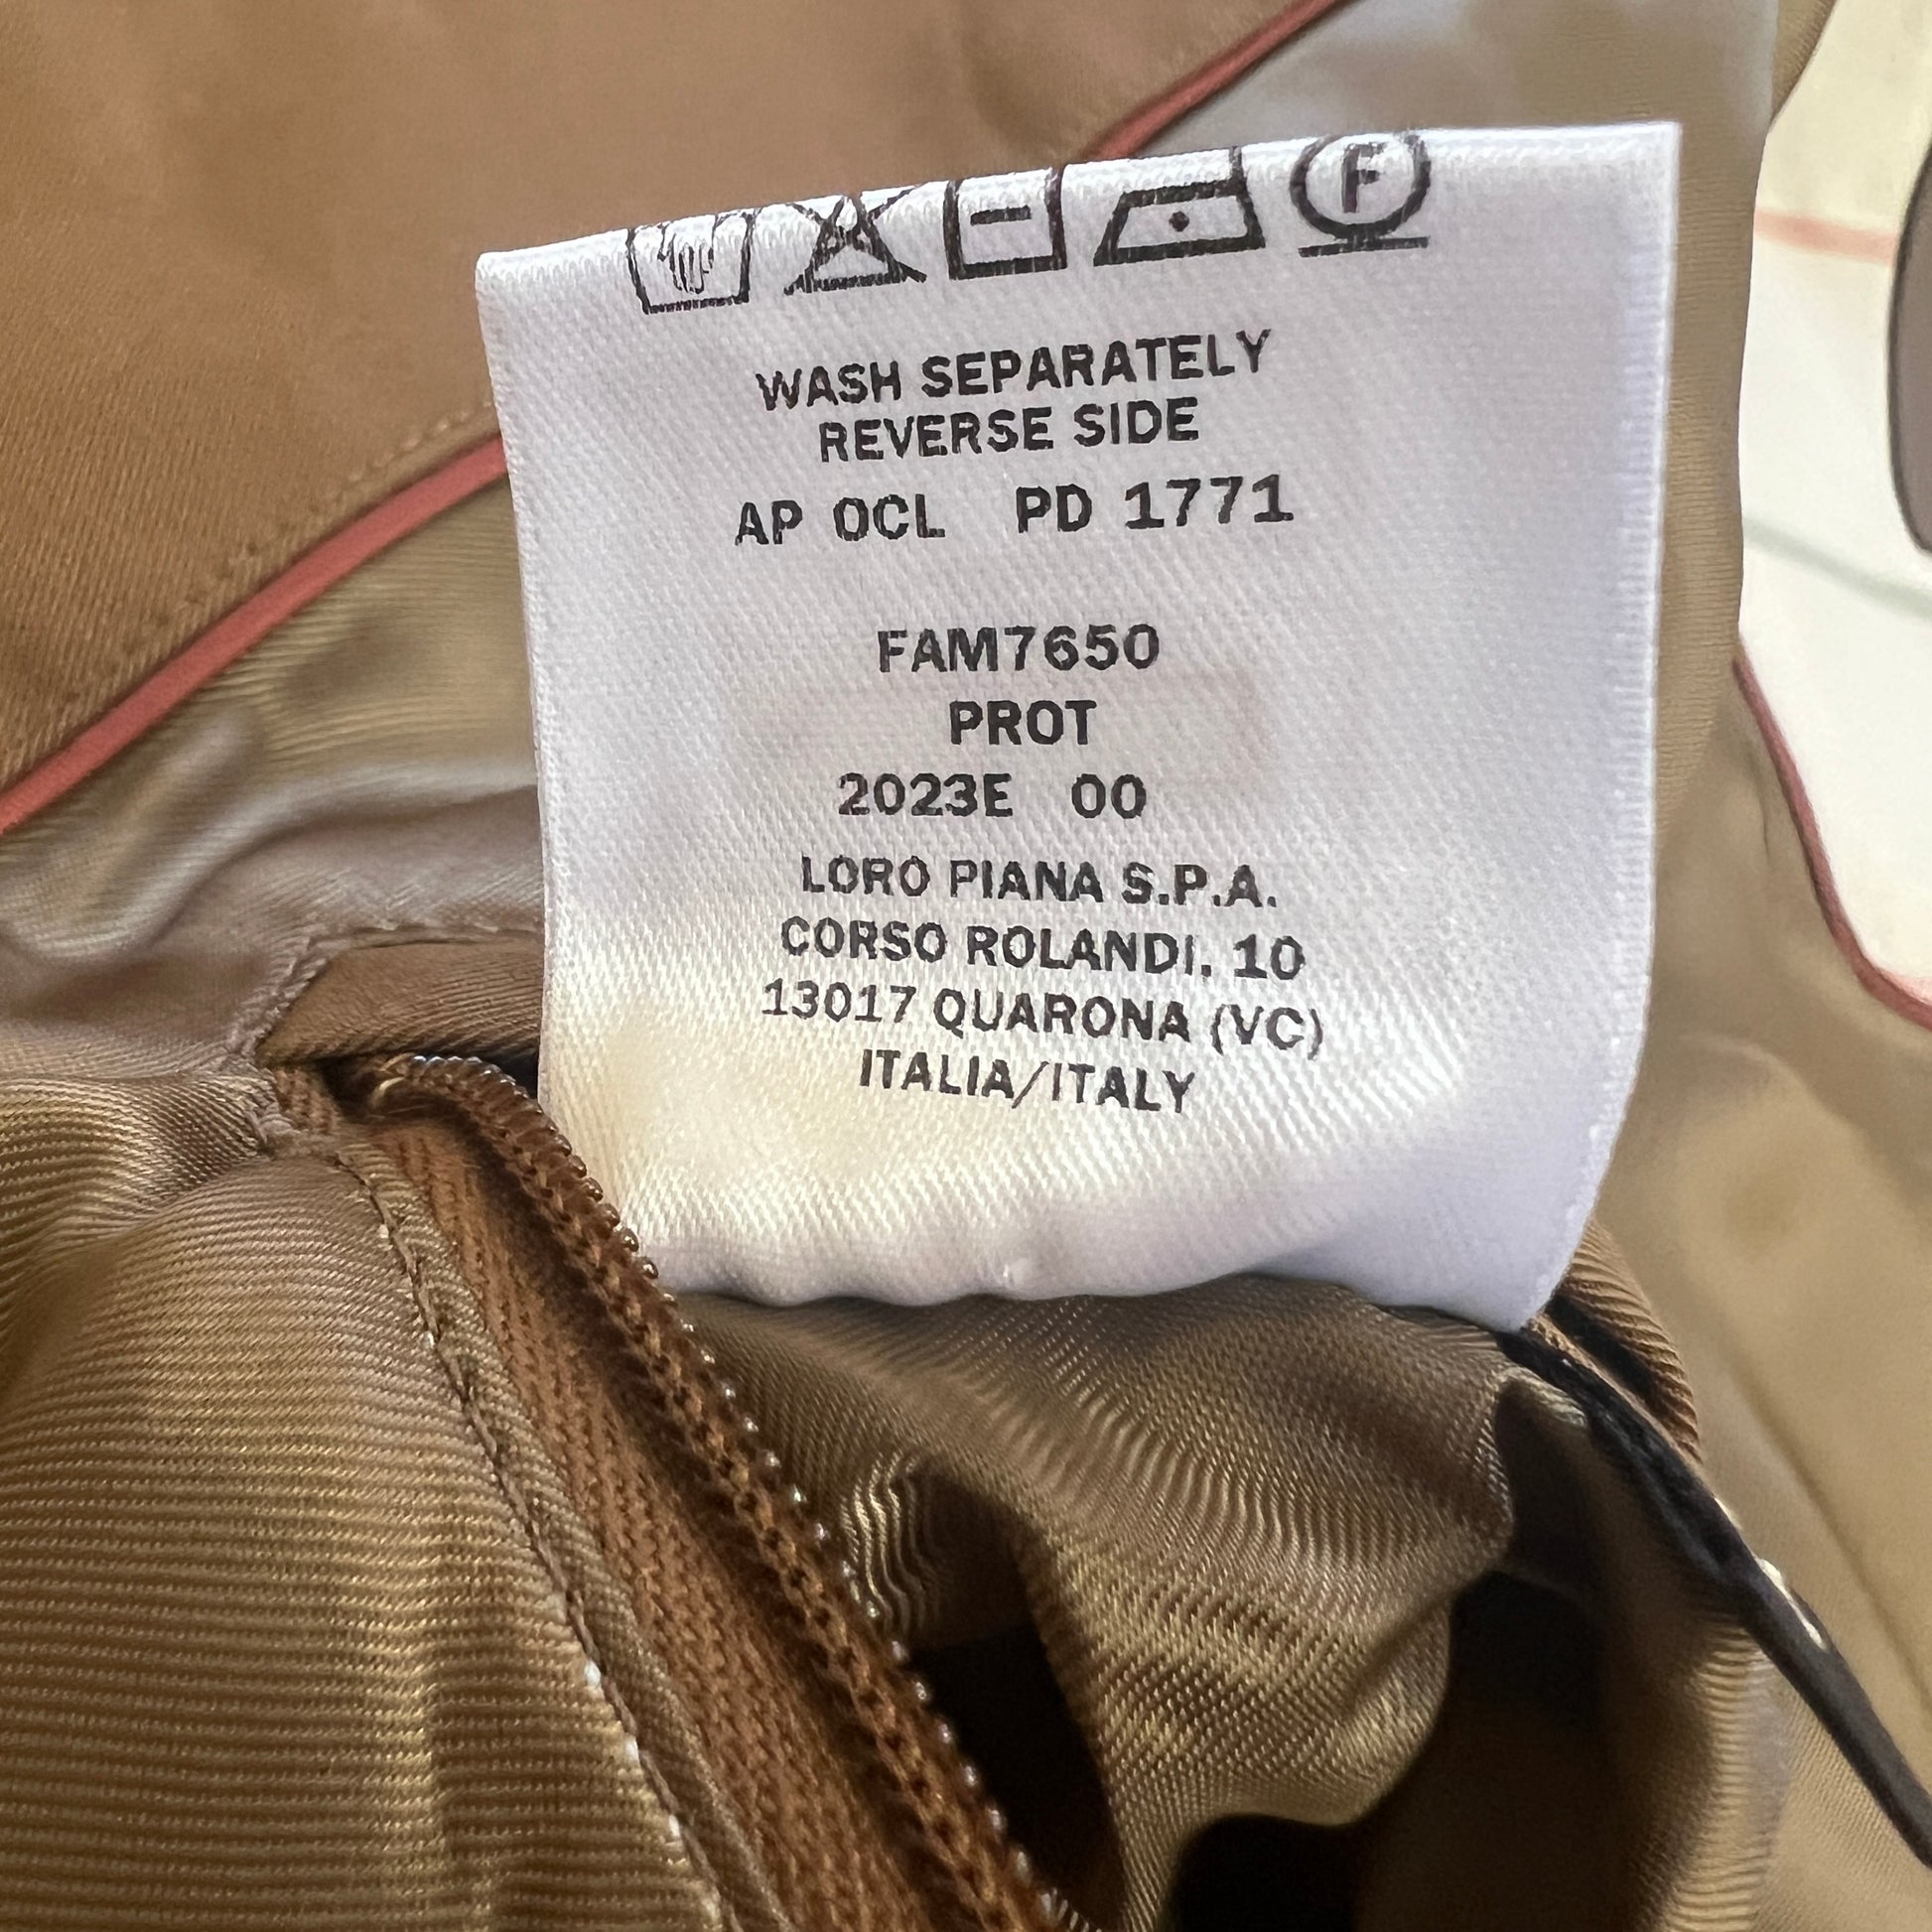 F
WASH SEPARATELY
REVERSE SIDE
AP OCL PD 1771
FAM7650
PROT
2023E 00
LORO PIANA S.P.A.
CORSO ROLANDI, 10
13017 QUARONA (VC)
ITALIA/ITALY